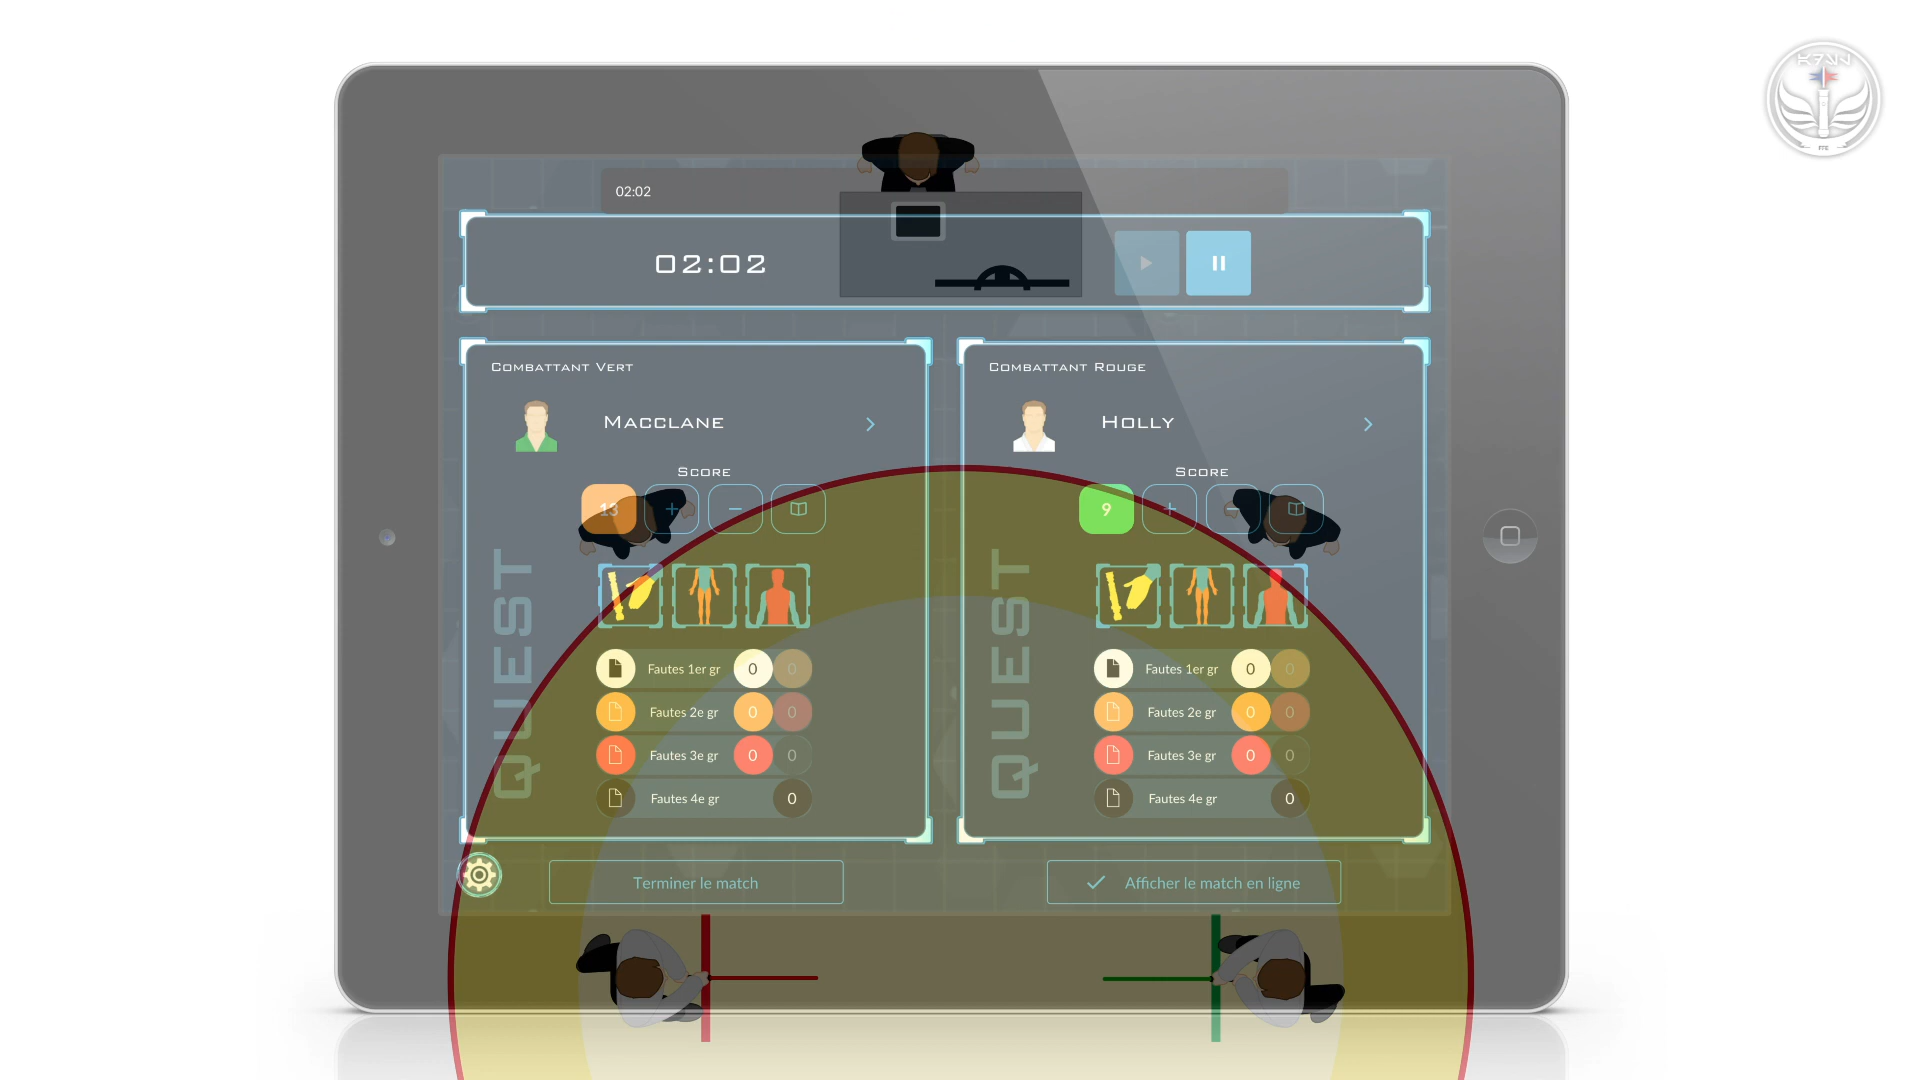 02:02
02:02
COMBATTANT VERT
MACCLANE
SCORE
13
QUEST
Fautes 1er gr 0 0
Fautes 2e gr 0 0
Fautes 3e gr 0 0
Fautes 4e gr 0
COMBATTANT ROUGE
HOLLY
SCORE
9
QUEST
Fautes 1er gr 0 0
Fautes 2e gr 0 0
Fautes 3e gr 0 0
Fautes 4e gr 0
Terminer le match
Afficher le match en ligne